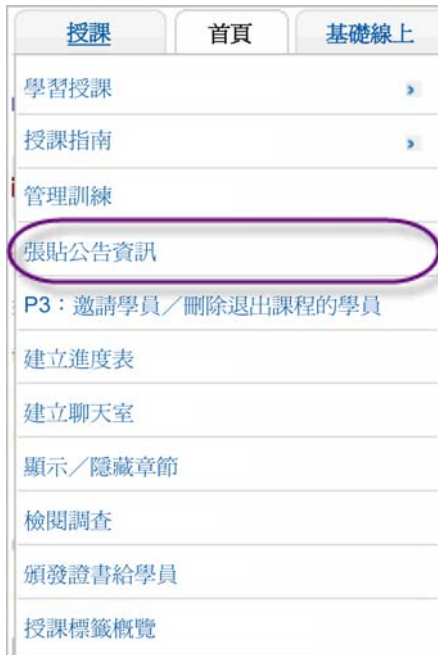 授課 首頁 基礎線上
學習授課
授課指南
管理訓練
張貼公告資訊
P3：邀請學員／刪除退出課程的學員
建立進度表
建立聊天室
顯示／隱藏章節
檢閱調查
頒發證書給學員
授課標籤概覽